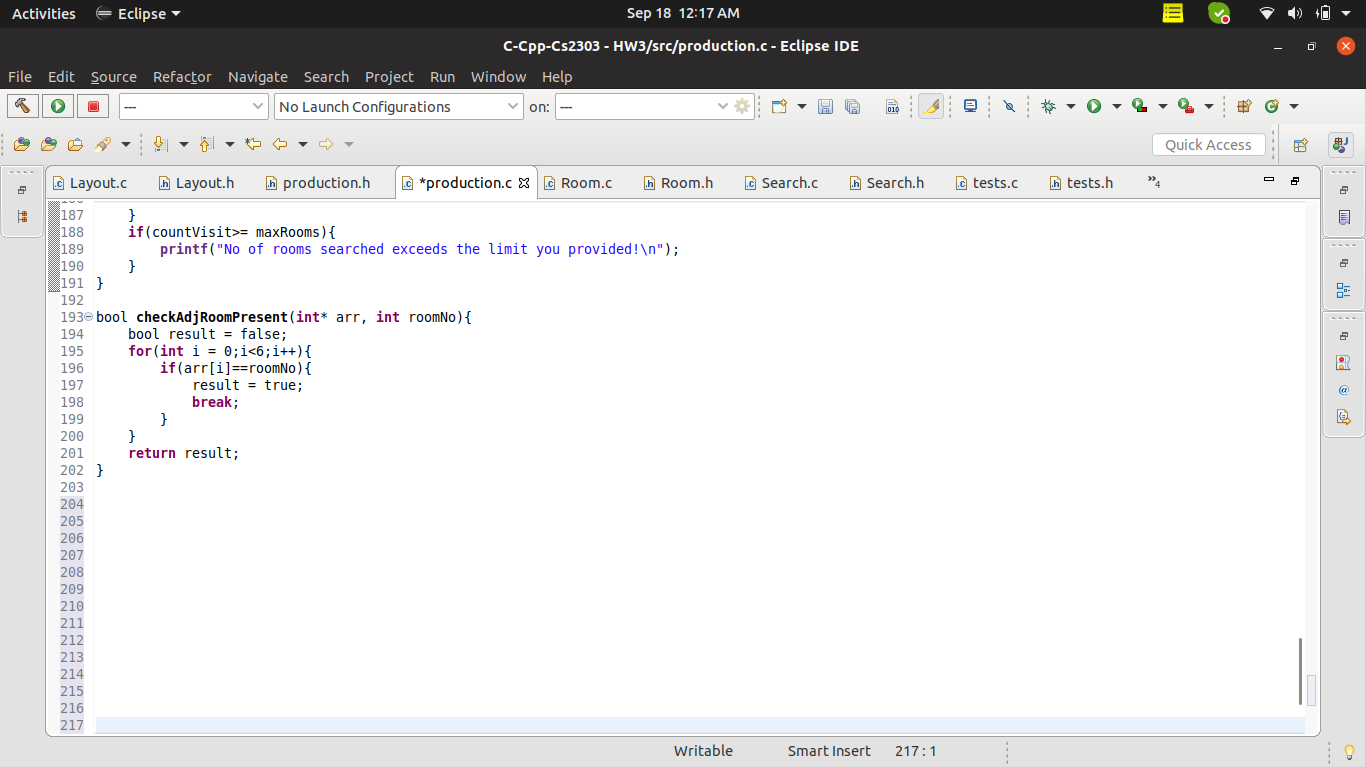 Activities Eclipse Sep 18 12:17 AM
C-Cpp-Cs2303 - HW3/src/production.c - Eclipse IDE
File Edit Source Refactor Navigate Search Project Run Window Help
--- No Launch Configurations on: ---
Quick Access
Layout.c Layout.h production.h *production.c Room.c Room.h Search.c Search.h tests.c tests.h »4
187 }
188 if(countVisit>= maxRooms){
189 printf("No of rooms searched exceeds the limit you provided!\n");
190 }
191 }
192
193 bool checkAdjRoomPresent(int* arr, int roomNo){
194 bool result = false;
195 for(int i = 0;i<6;i++){
196 if(arr[i]==roomNo){
197 result = true;
198 break;
199 }
200 }
201 return result;
202 }
203
204
205
206
207
208
209
210
211
212
213
214
215
216
217
Writable Smart Insert 217 : 1